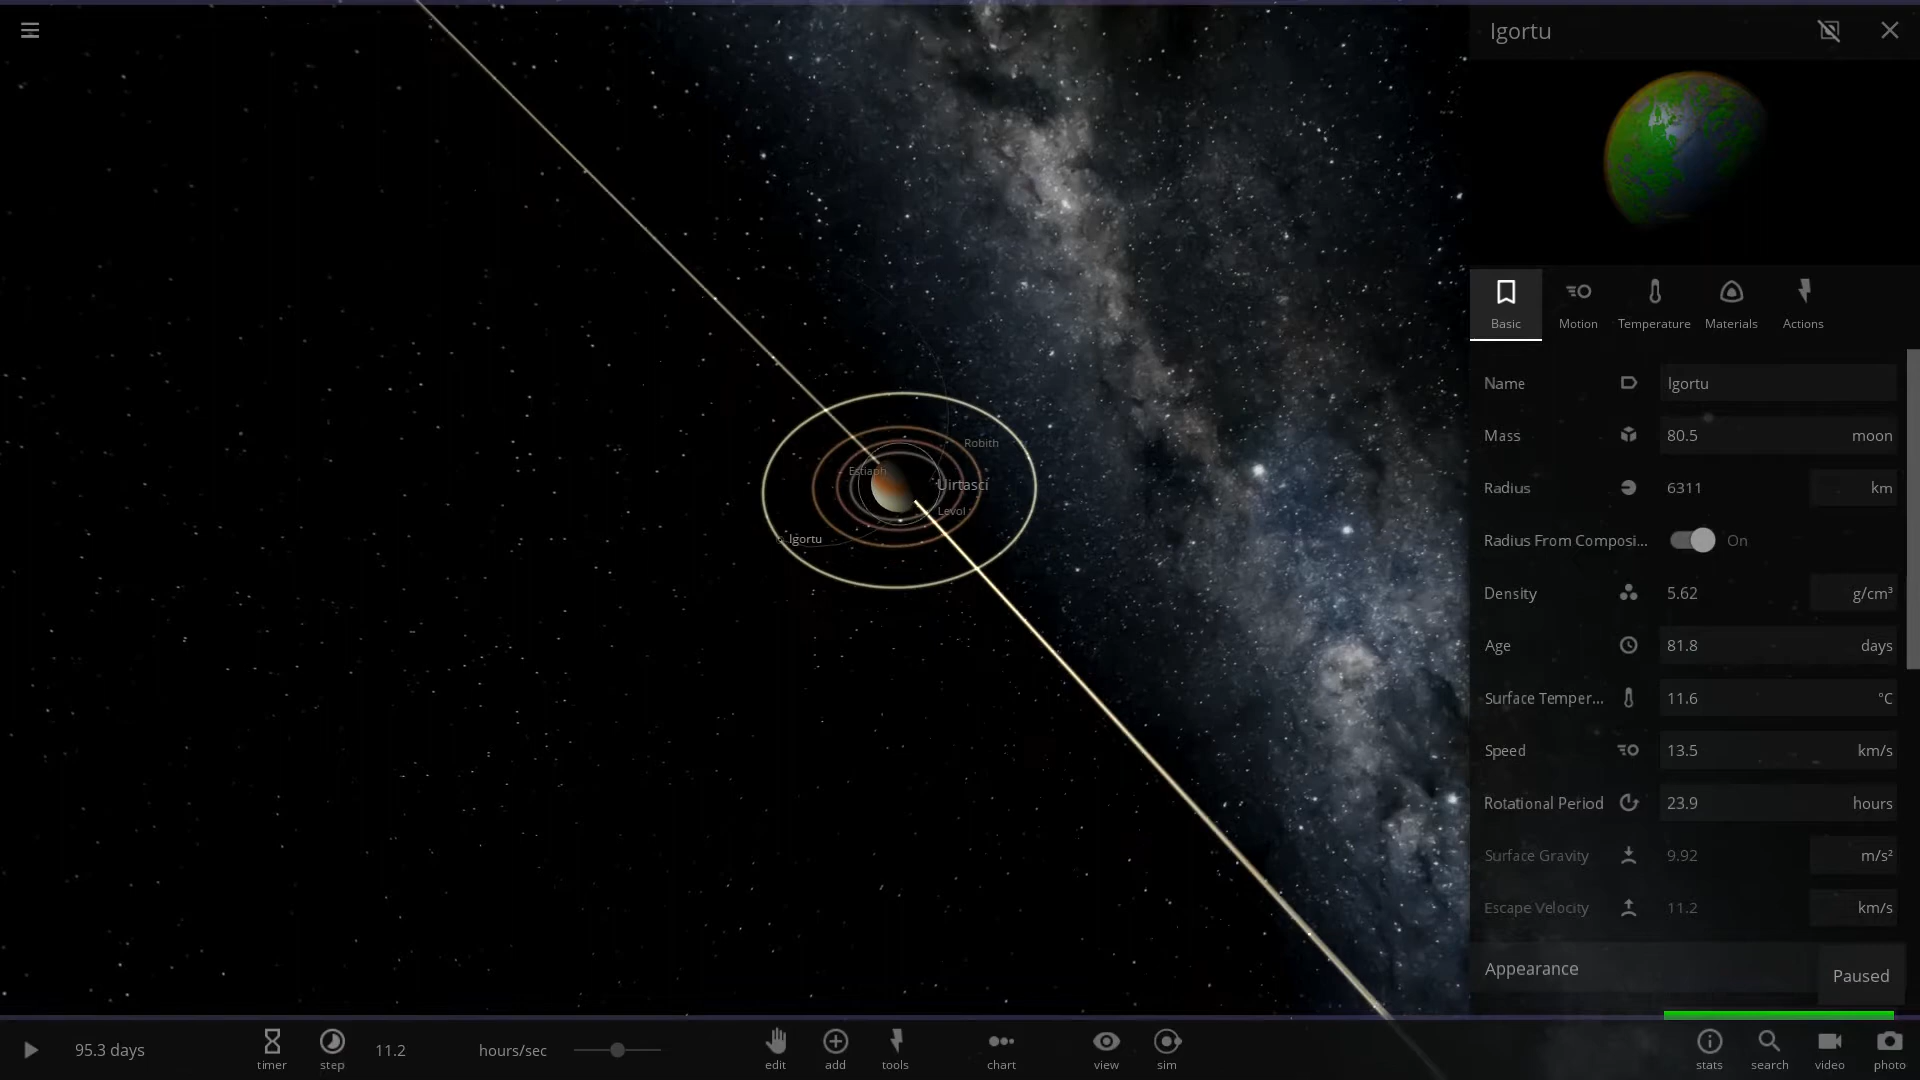 Igortu
Robith
Estiaph
Uirtascí
Levol
Igortu
Basic
Motion
Temperature
Materials
Actions
Name Igortu
Mass 80.5 moon
Radius 6311 km
Radius From Composi... On
Density 5.62 g/cm³
Age 81.8 days
Surface Temper... 11.6 °C
Speed 13.5 km/s
Rotational Period 23.9 hours
Surface Gravity 9.92 m/s²
Escape Velocity 11.2 km/s
Appearance
Paused
95.3 days
timer
step
11.2 hours/sec
edit
add
tools
chart
view
sim
stats
search
video
photo